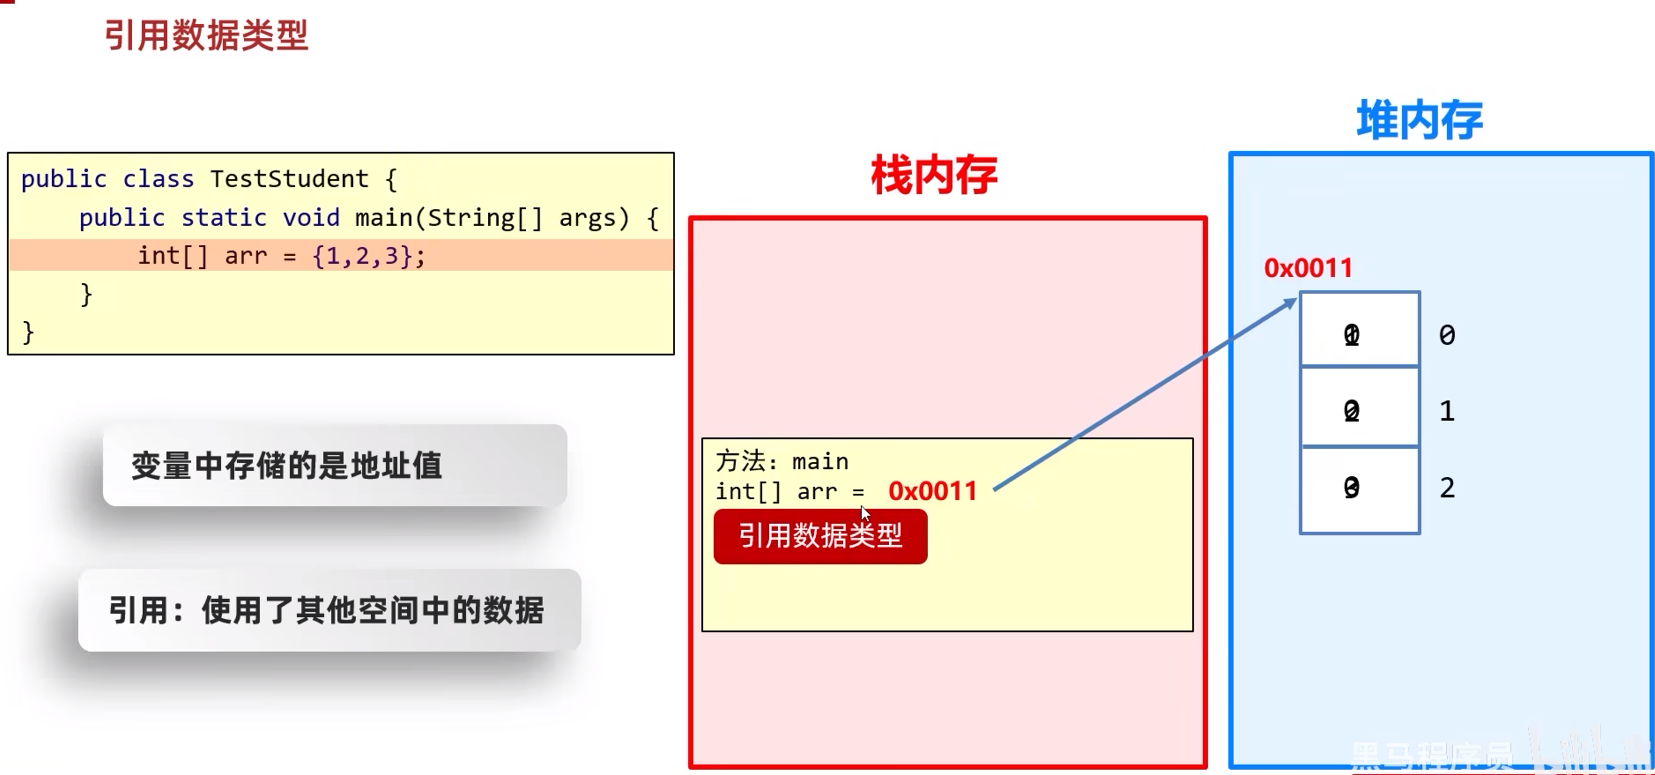 引用数据类型
堆内存
栈内存
public class TestStudent {
public static void main(String[] args) {
int[] arr = {1,2,3};
}
}
0x0011
0
1
2
变量中存储的是地址值
方法：main
int[] arr = 0x0011
引用数据类型
引用：使用了其他空间中的数据
黑马程序员